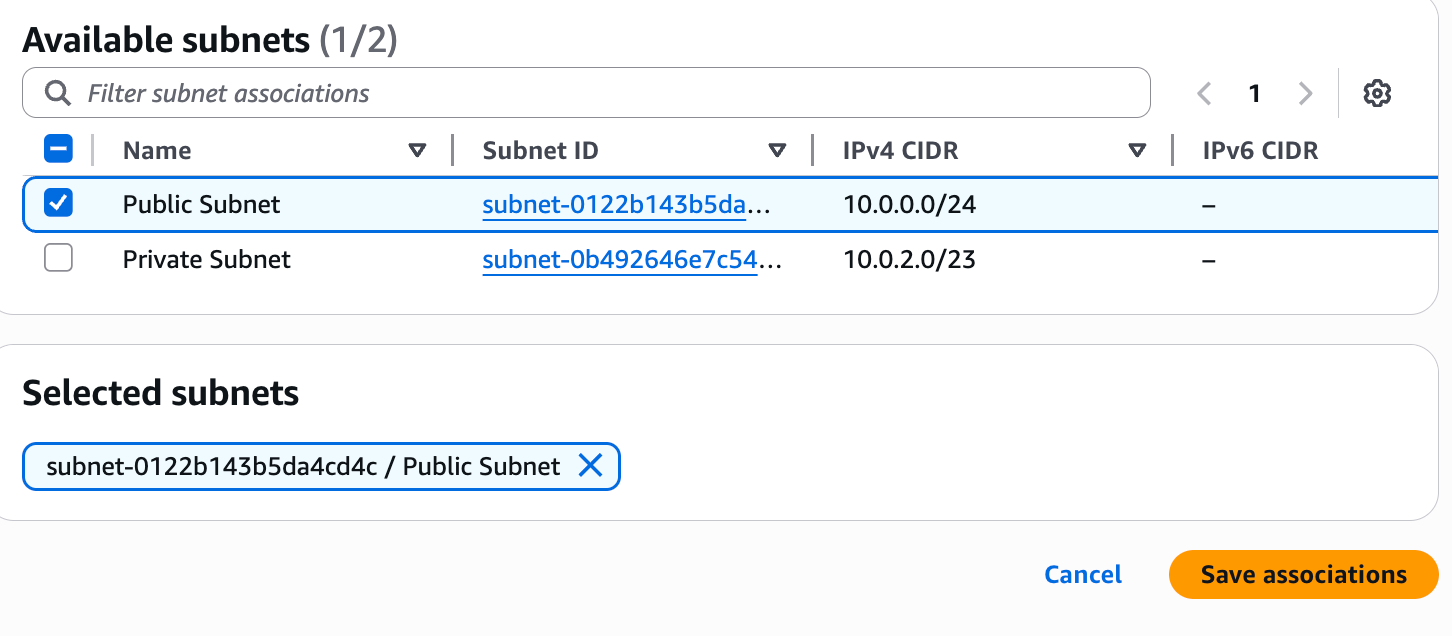 Available subnets (1/2)
Filter subnet associations
1
Name Subnet ID IPv4 CIDR IPv6 CIDR
Public Subnet subnet-0122b143b5da... 10.0.0.0/24 –
Private Subnet subnet-0b492646e7c54... 10.0.2.0/23 –
Selected subnets
subnet-0122b143b5da4cd4c / Public Subnet
Cancel Save associations